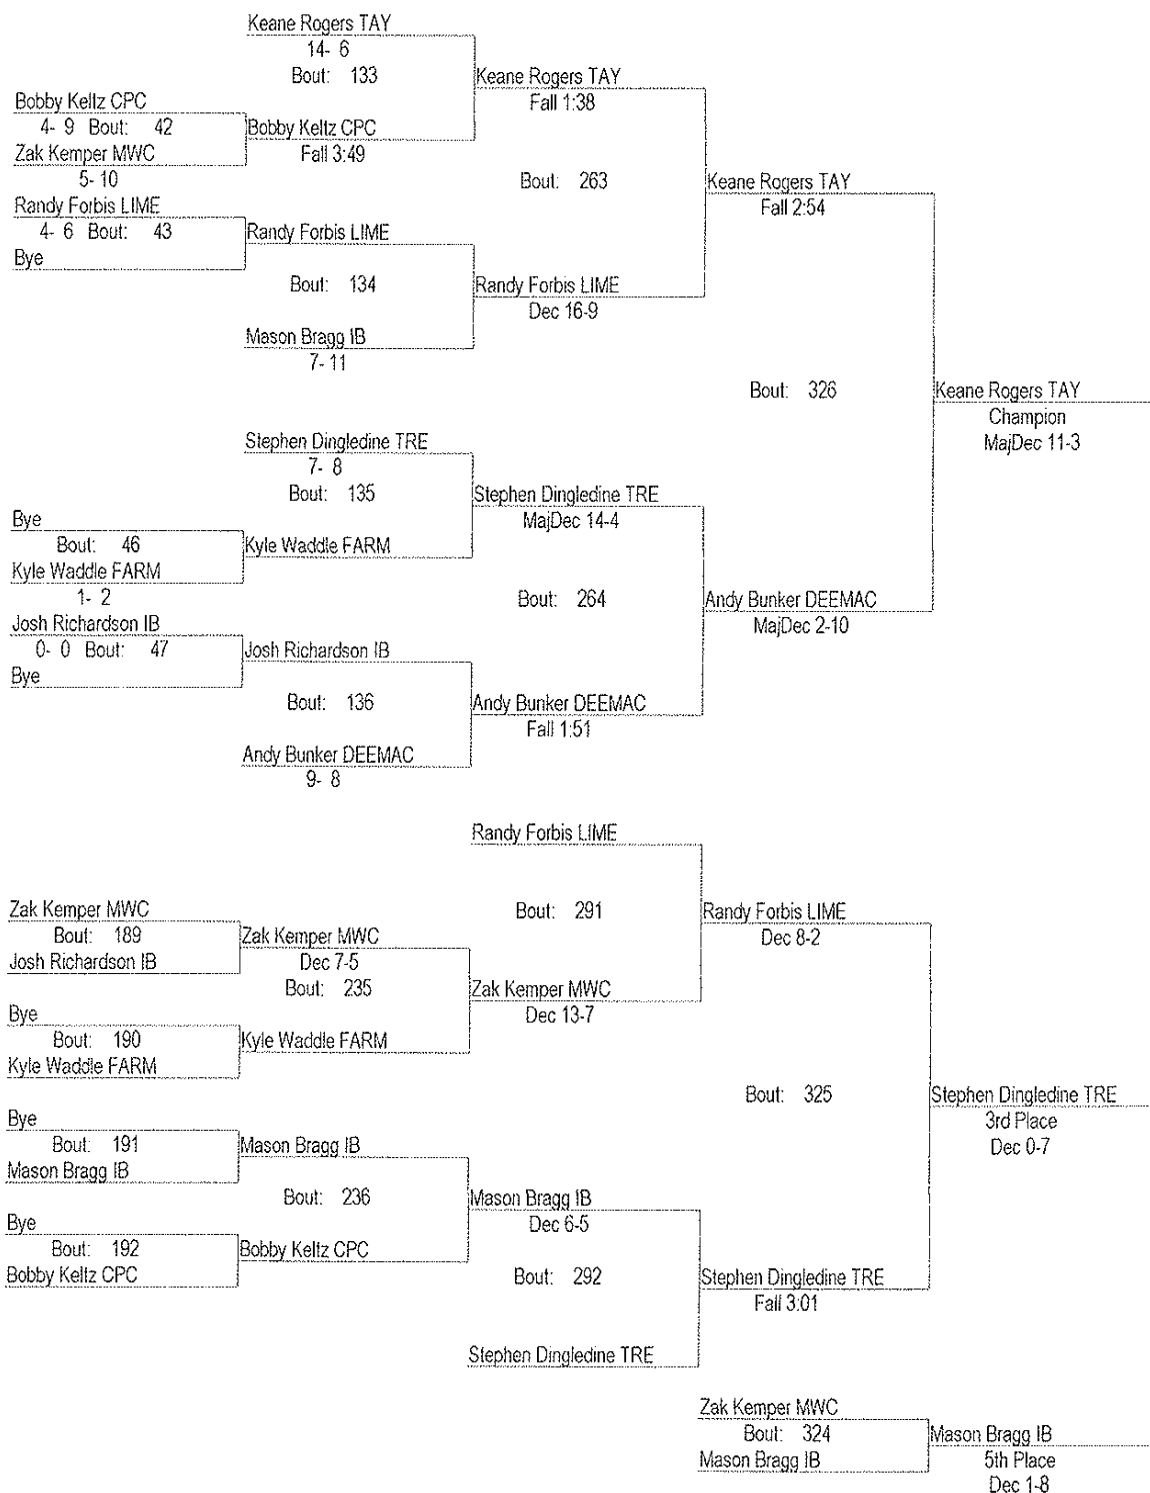 Keane Rogers TAY
14- 6
Bout: 133
Keane Rogers TAY
Fall 1:38
Bobby Keltz CPC
4- 9 Bout: 42
Bobby Keltz CPC
Zak Kemper MWC
Fall 3:49
5- 10
Bout: 263
Keane Rogers TAY
Fall 2:54
Randy Forbis LIME
4- 6 Bout: 43
Randy Forbis LIME
Bye
Bout: 134
Randy Forbis LIME
Dec 16-9
Mason Bragg IB
7- 11
Bout: 326
Keane Rogers TAY
Champion
MajDec 11-3
Stephen Dingledine TRE
7- 8
Bout: 135
Stephen Dingledine TRE
MajDec 14-4
Bye
Bout: 46
Kyle Waddle FARM
Kyle Waddle FARM
1- 2
Bout: 264
Andy Bunker DEEMAC
MajDec 2-10
Josh Richardson IB
0- 0 Bout: 47
Josh Richardson IB
Bye
Bout: 136
Andy Bunker DEEMAC
Fall 1:51
Andy Bunker DEEMAC
9- 8
Randy Forbis LIME
Bout: 291
Randy Forbis LIME
Dec 8-2
Zak Kemper MWC
Bout: 189
Zak Kemper MWC
Josh Richardson IB
Dec 7-5
Bout: 235
Zak Kemper MWC
Dec 13-7
Bye
Bout: 190
Kyle Waddle FARM
Kyle Waddle FARM
Bout: 325
Stephen Dingledine TRE
3rd Place
Dec 0-7
Bye
Bout: 191
Mason Bragg IB
Mason Bragg IB
Bout: 236
Mason Bragg IB
Dec 6-5
Bye
Bout: 192
Bobby Keltz CPC
Bobby Keltz CPC
Bout: 292
Stephen Dingledine TRE
Fall 3:01
Stephen Dingledine TRE
Zak Kemper MWC
Bout: 324
Mason Bragg IB
Mason Bragg IB
5th Place
Dec 1-8